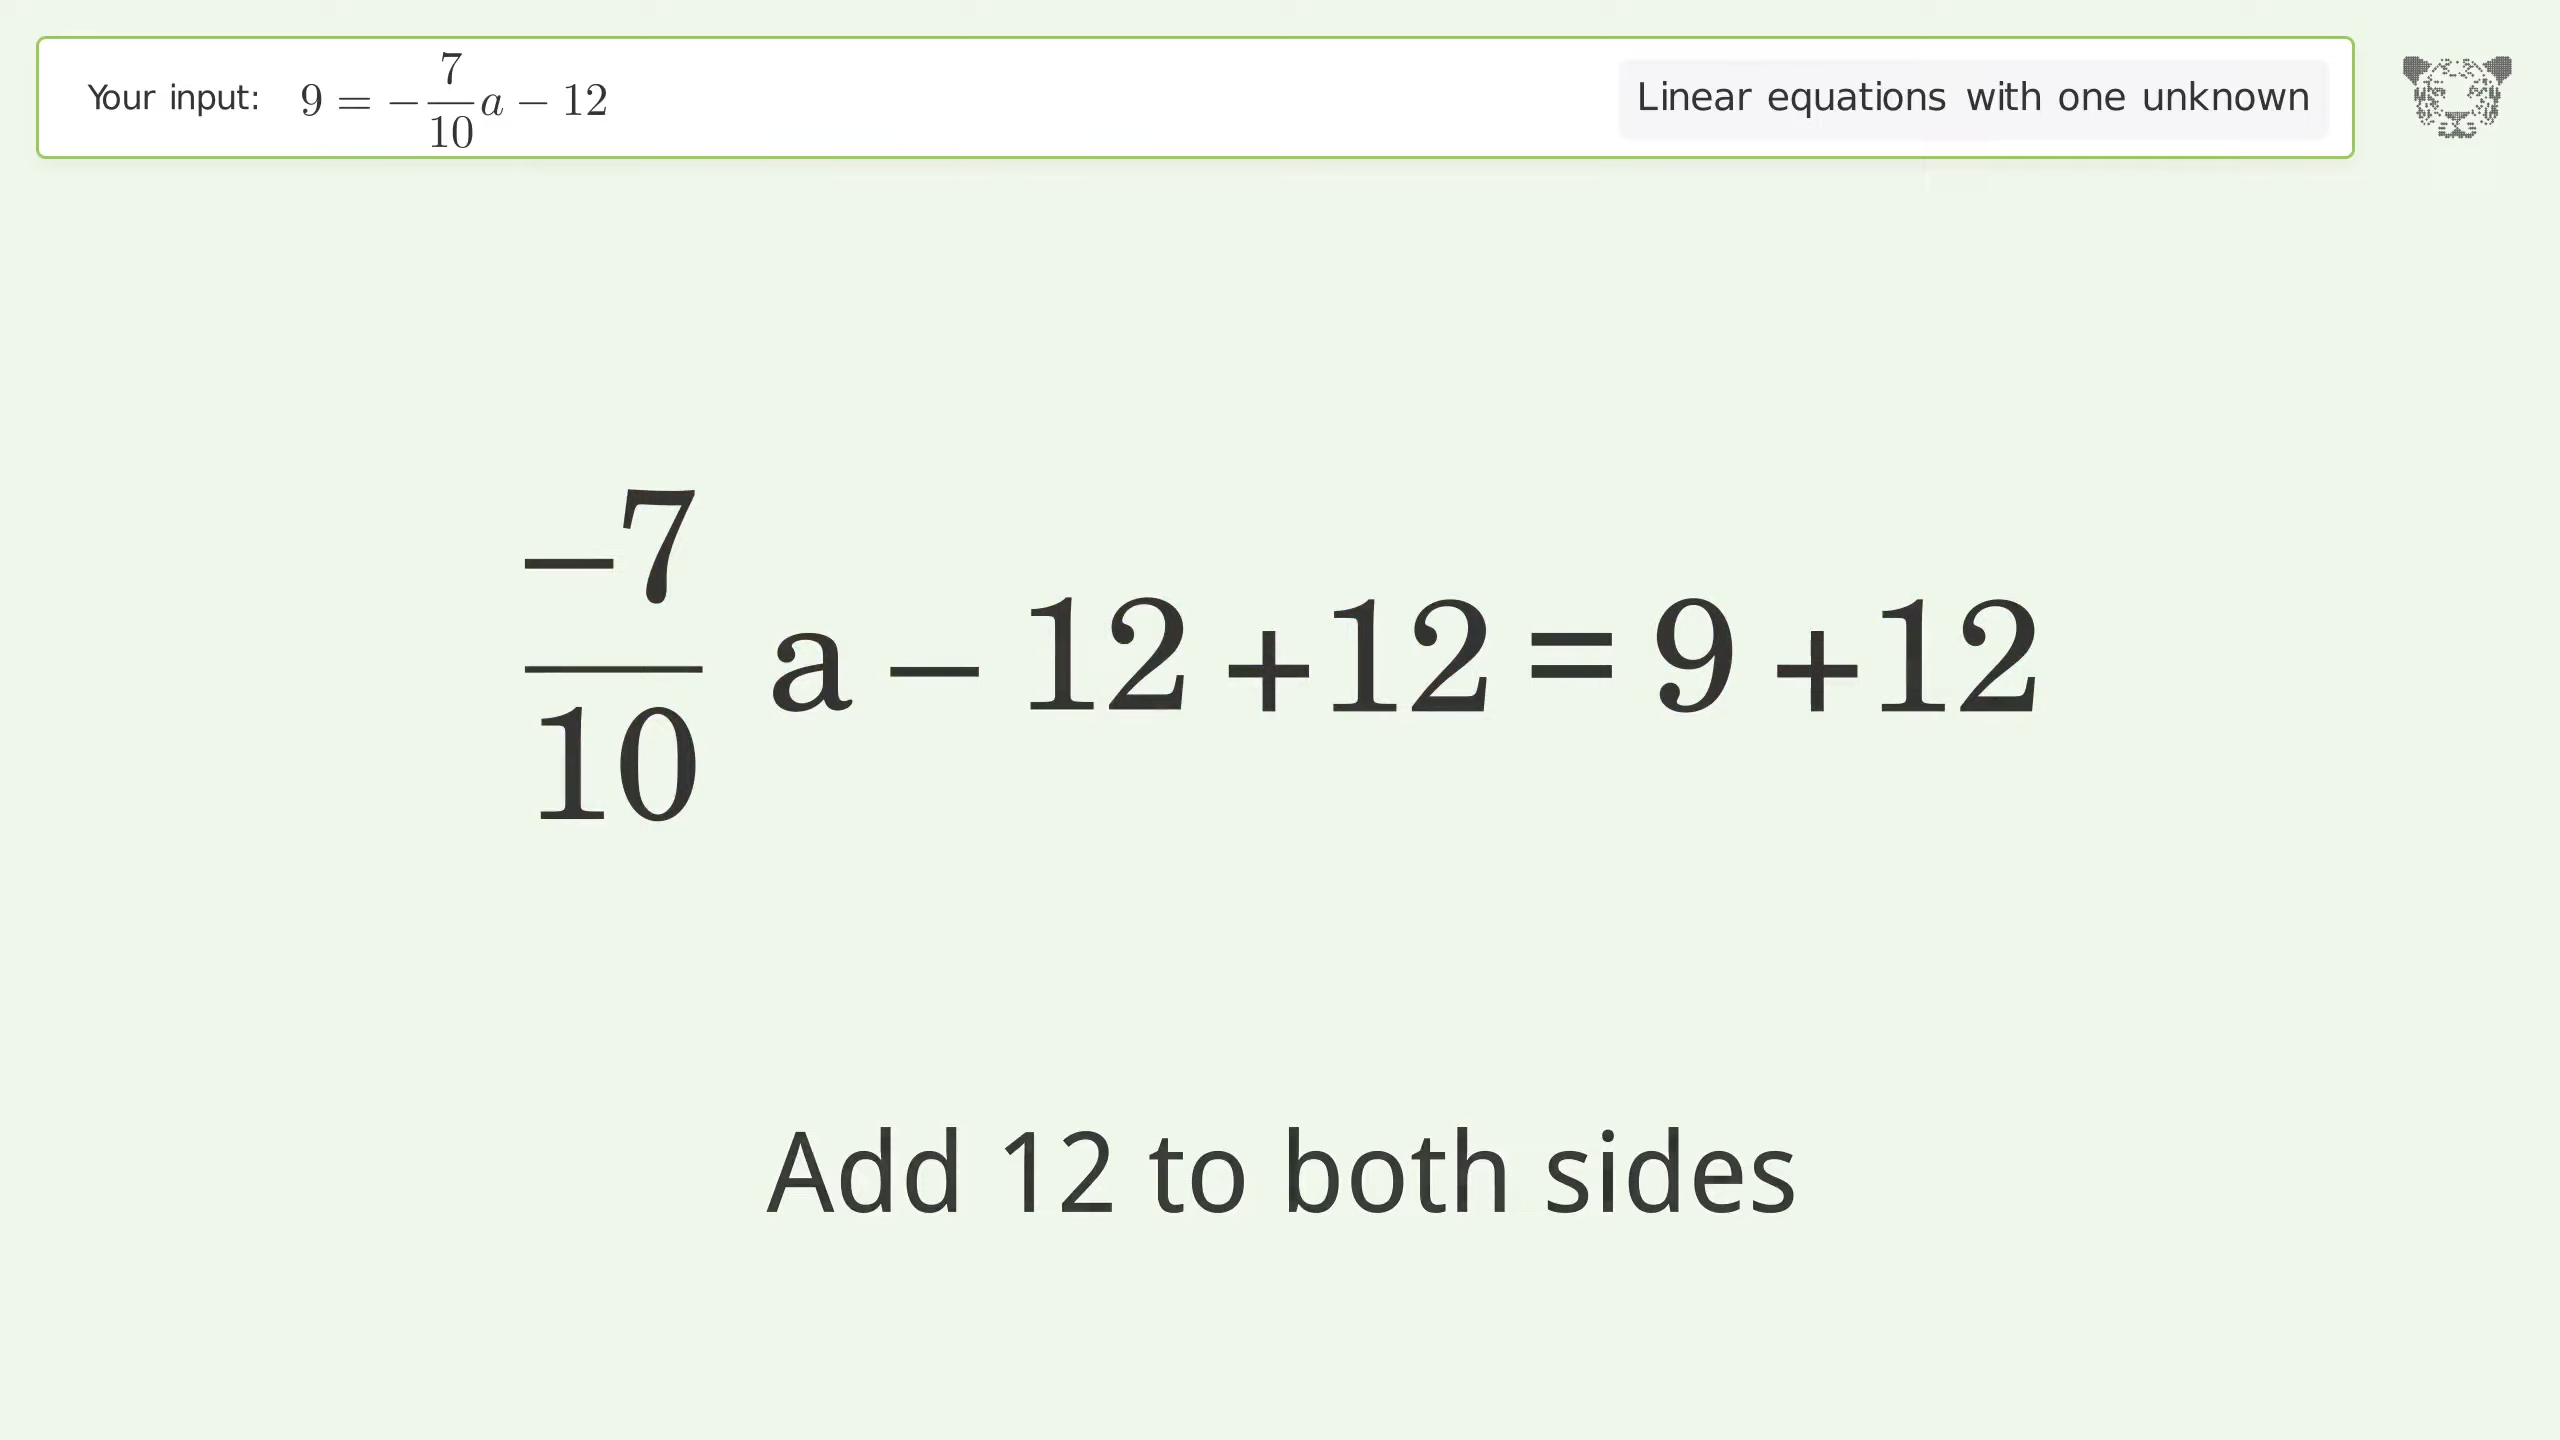 Your input: 9 = −7/10 a − 12
Linear equations with one unknown
−7/10 a − 12 +12 = 9 +12
Add 12 to both sides